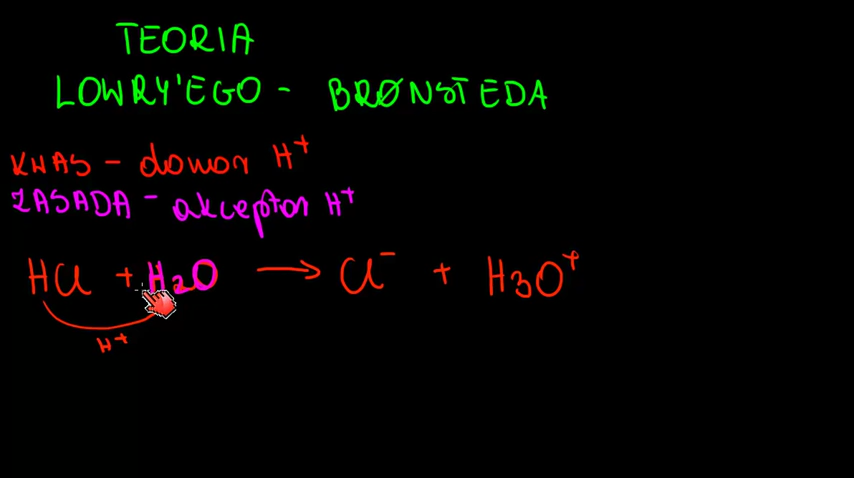 TEORIA
LOWRY'EGO - BRØNSTEDA
KWAS - donor H⁺
ZASADA - akceptor H⁺
HCl + H₂O → Cl⁻ + H₃O⁺
H⁺